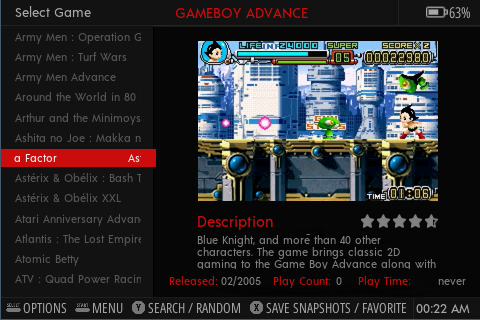 Select Game
GAMEBOY ADVANCE
63%
Army Men : Operation G
Army Men : Turf Wars
Army Men Advance
Around the World in 80
Arthur and the Minimoys
Ashita no Joe : Makka n
a Factor As
Astérix & Obélix : Bash T
Astérix & Obélix XXL
Atari Anniversary Advan
Atlantis : The Lost Empire
Atomic Betty
ATV : Quad Power Racin
LIFE 24000 SUPER SCORE×2
05 00022980
TIME 01:06
Description
Blue Knight, and more than 40 other
characters. The game brings classic 2D
gaming to the Game Boy Advance along with
Released: 02/2005 Play Count: 0 Play Time: never
SELECT OPTIONS START MENU Y SEARCH / RANDOM X SAVE SNAPSHOTS / FAVORITE 00:22 AM